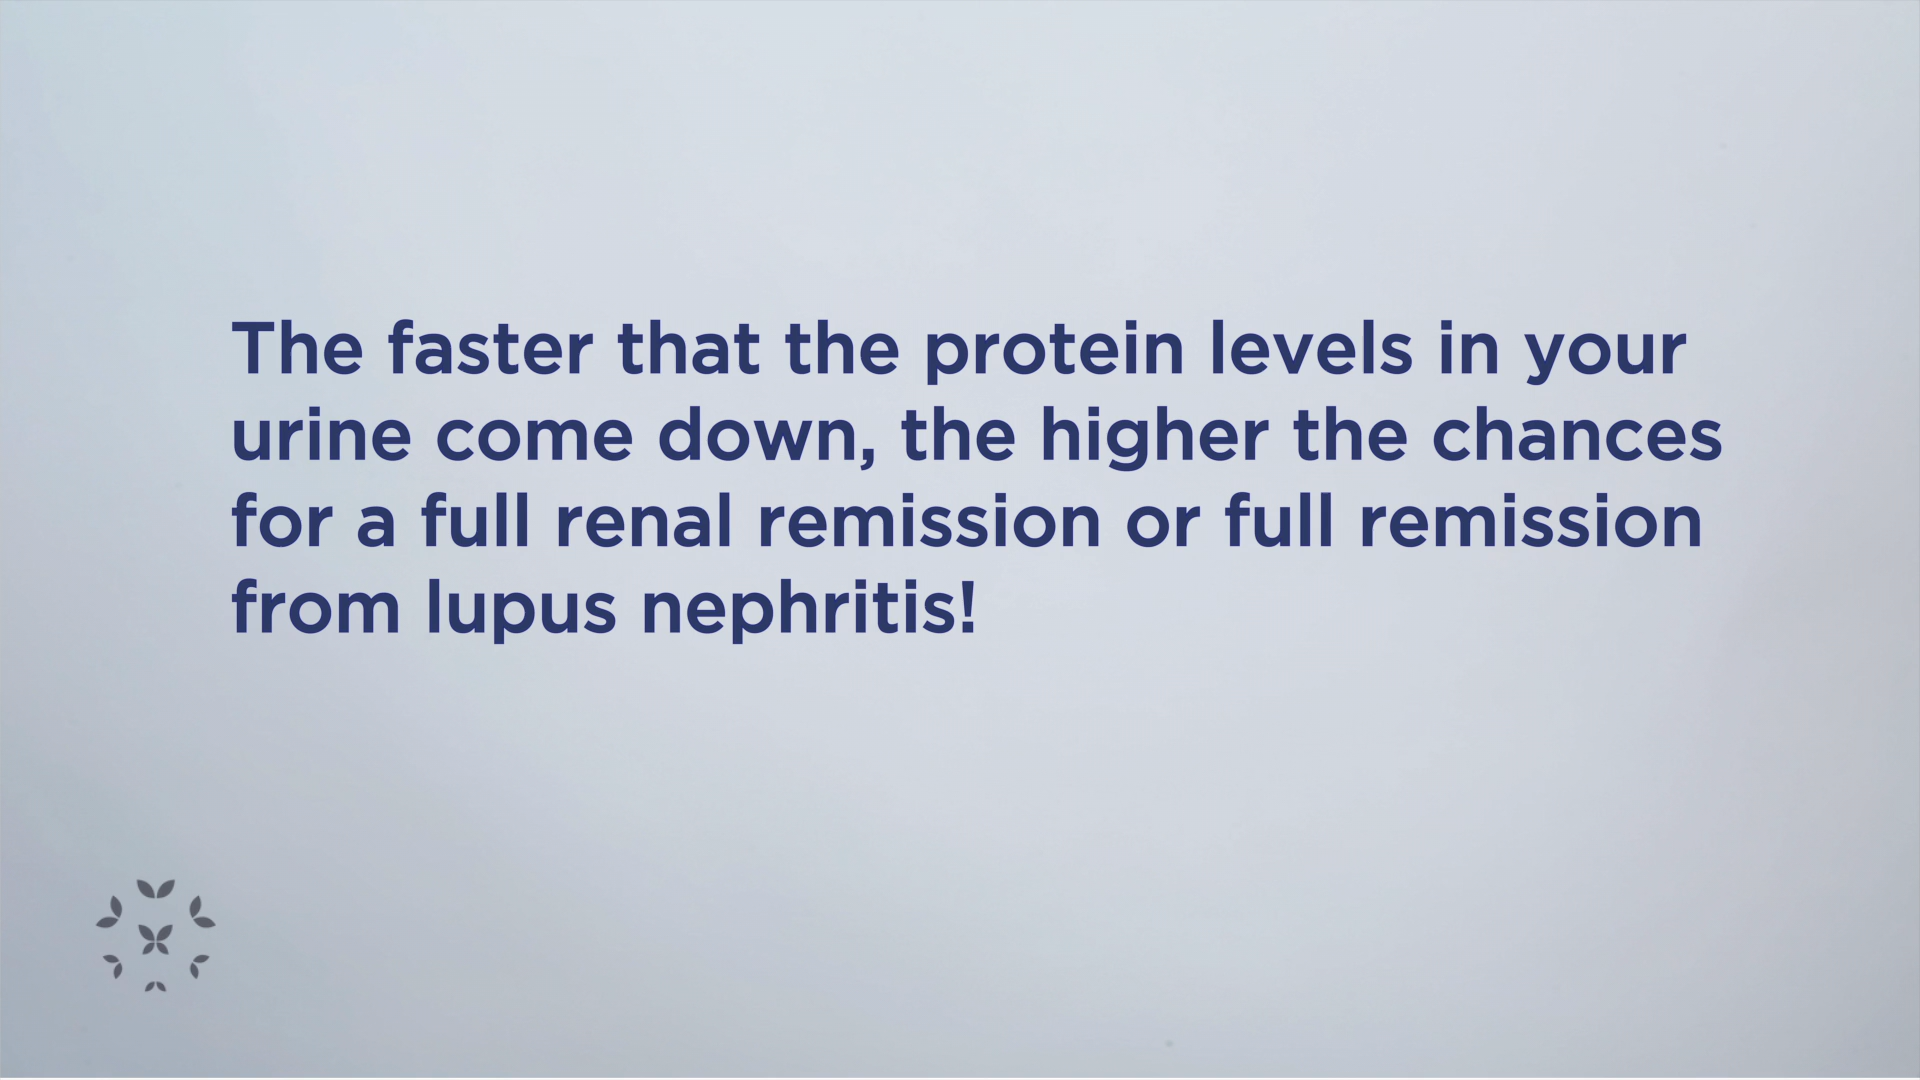 The faster that the protein levels in your
urine come down, the higher the chances
for a full renal remission or full remission
from lupus nephritis!